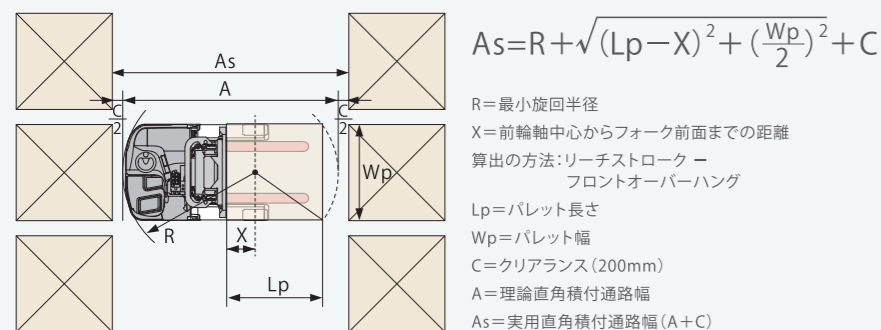 As
A
C
2
C
2
Wp
R
X
Lp
As=R+√(Lp−X)²+(Wp/2)²+C
R=最小旋回半径
X=前輪軸中心からフォーク前面までの距離
算出の方法：リーチストローク −
フロントオーバーハング
Lp=パレット長さ
Wp=パレット幅
C=クリアランス（200mm）
A=理論直角積付通路幅
As=実用直角積付通路幅（A+C）